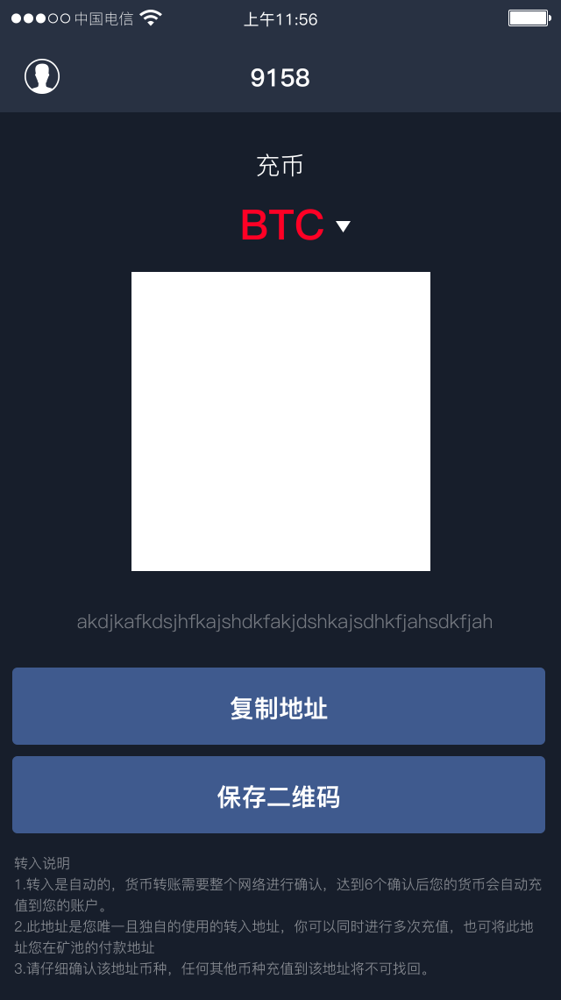 中国电信 上午11:56
9158
充币
BTC
akdjkafkdsjhfkajshdkfakjdshkajsdhkfjahsdkfjah
复制地址
保存二维码
转入说明
1.转入是自动的，货币转账需要整个网络进行确认，达到6个确认后您的货币会自动充
值到您的账户。
2.此地址是您唯一且独自的使用的转入地址，你可以同时进行多次充值，也可将此地
址您在矿池的付款地址
3.请仔细确认该地址币种，任何其他币种充值到该地址将不可找回。